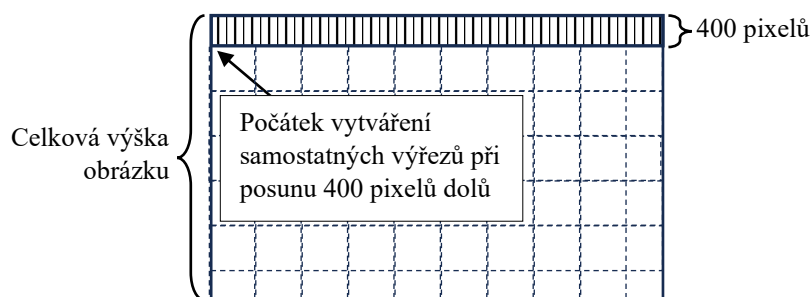 400 pixelů
Počátek vytváření
samostatných výřezů při
posunu 400 pixelů dolů
Celková výška
obrázku